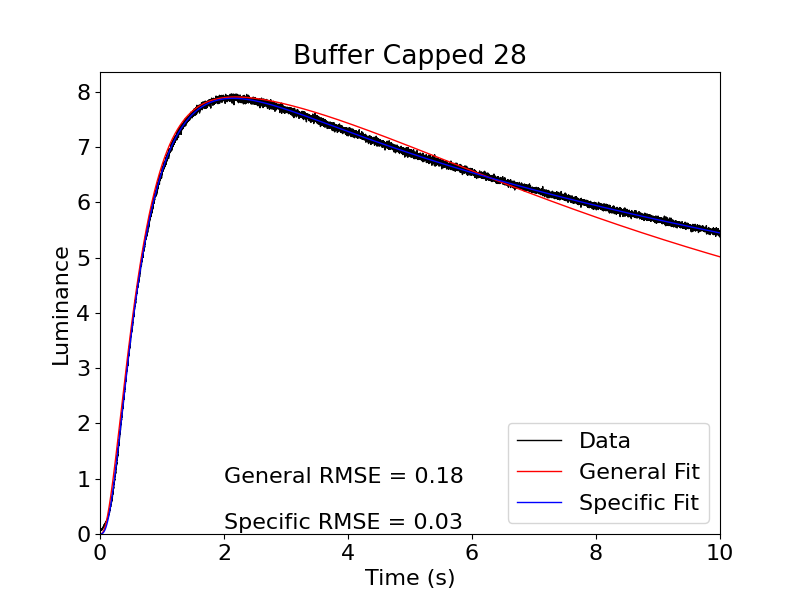 Buffer Capped 28
Luminance
8
7
6
5
4
3
2
1
0
General RMSE = 0.18
Specific RMSE = 0.03
Data
General Fit
Specific Fit
0 2 4 6 8 10
Time (s)